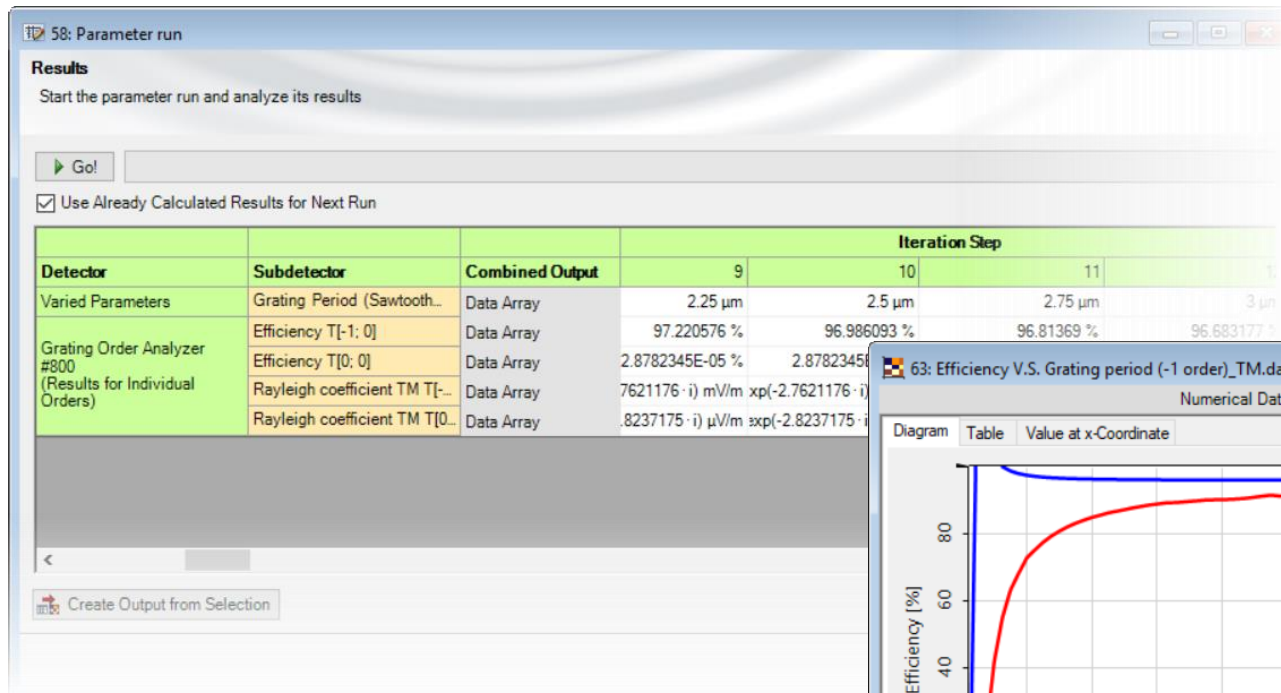 58: Parameter run
Results
Start the parameter run and analyze its results
Go!
Use Already Calculated Results for Next Run
Iteration Step
Detector Subdetector Combined Output 9 10 11
Varied Parameters Grating Period (Sawtooth... Data Array 2.25 µm 2.5 µm 2.75 µm 3 µm
Grating Order Analyzer
#800
(Results for Individual
Orders)
Efficiency T[-1; 0] Data Array 97.220576 % 96.986093 % 96.81369 % 96.683177 %
Efficiency T[0; 0] Data Array 2.8782345E-05 % 2.8782345E
Rayleigh coefficient TM T[-... Data Array 7621176 · i) mV/m xp(-2.7621176 · i)
Rayleigh coefficient TM T[0... Data Array .8237175 · i) µV/m exp(-2.8237175 · i
Create Output from Selection
63: Efficiency V.S. Grating period (-1 order)_TM.da
Numerical Dat
Diagram Table Value at x-Coordinate
Efficiency [%]
80
60
40